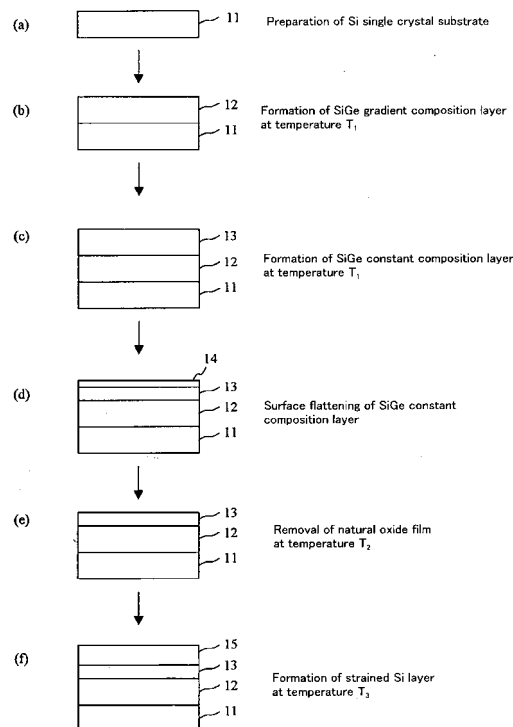 (a)
11
Preparation of Si single crystal substrate
(b)
12
11
Formation of SiGe gradient composition layer
at temperature T₁
(c)
13
12
11
Formation of SiGe constant composition layer
at temperature T₁
(d)
14
13
12
11
Surface flattening of SiGe constant
composition layer
(e)
13
12
11
Removal of natural oxide film
at temperature T₂
(f)
15
13
12
11
Formation of strained Si layer
at temperature T₃